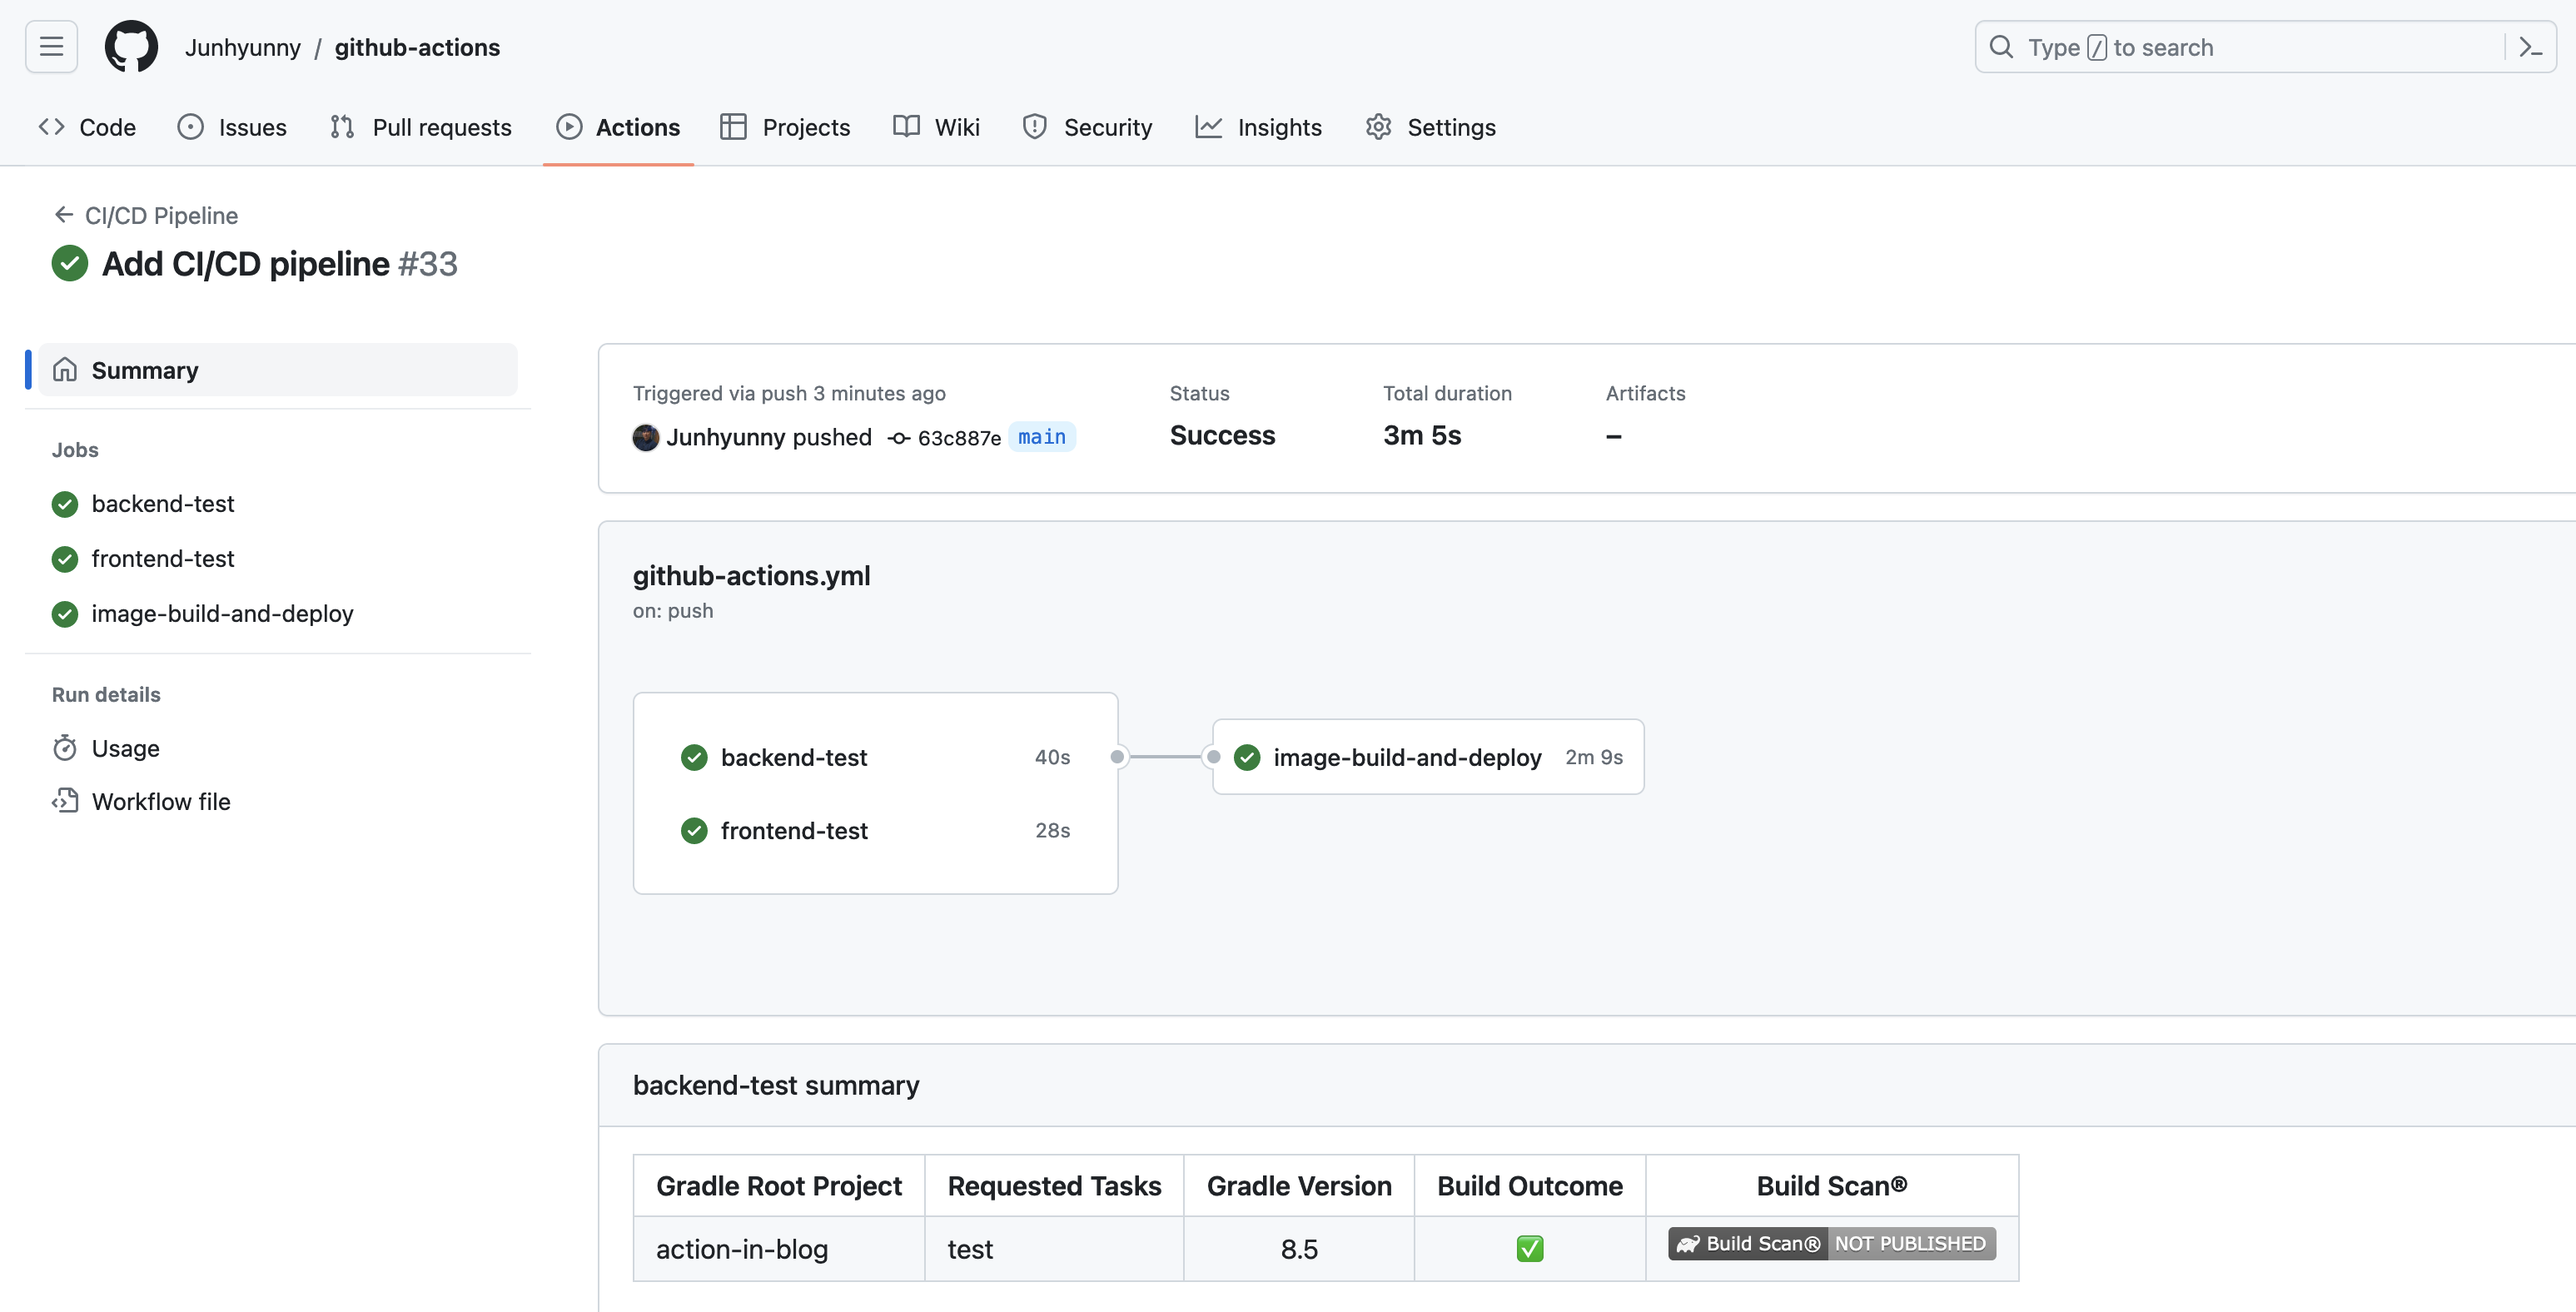 Junhyunny / github-actions
Type / to search
Code Issues Pull requests Actions Projects Wiki Security Insights Settings
CI/CD Pipeline
Add CI/CD pipeline #33
Summary
Jobs
backend-test
frontend-test
image-build-and-deploy
Run details
Usage
Workflow file
Triggered via push 3 minutes ago
Junhyunny pushed 63c887e main
Status
Success
Total duration
3m 5s
Artifacts
–
github-actions.yml
on: push
backend-test 40s
frontend-test 28s
image-build-and-deploy 2m 9s
backend-test summary
Gradle Root Project Requested Tasks Gradle Version Build Outcome Build Scan®
action-in-blog test 8.5 ✅ Build Scan® NOT PUBLISHED